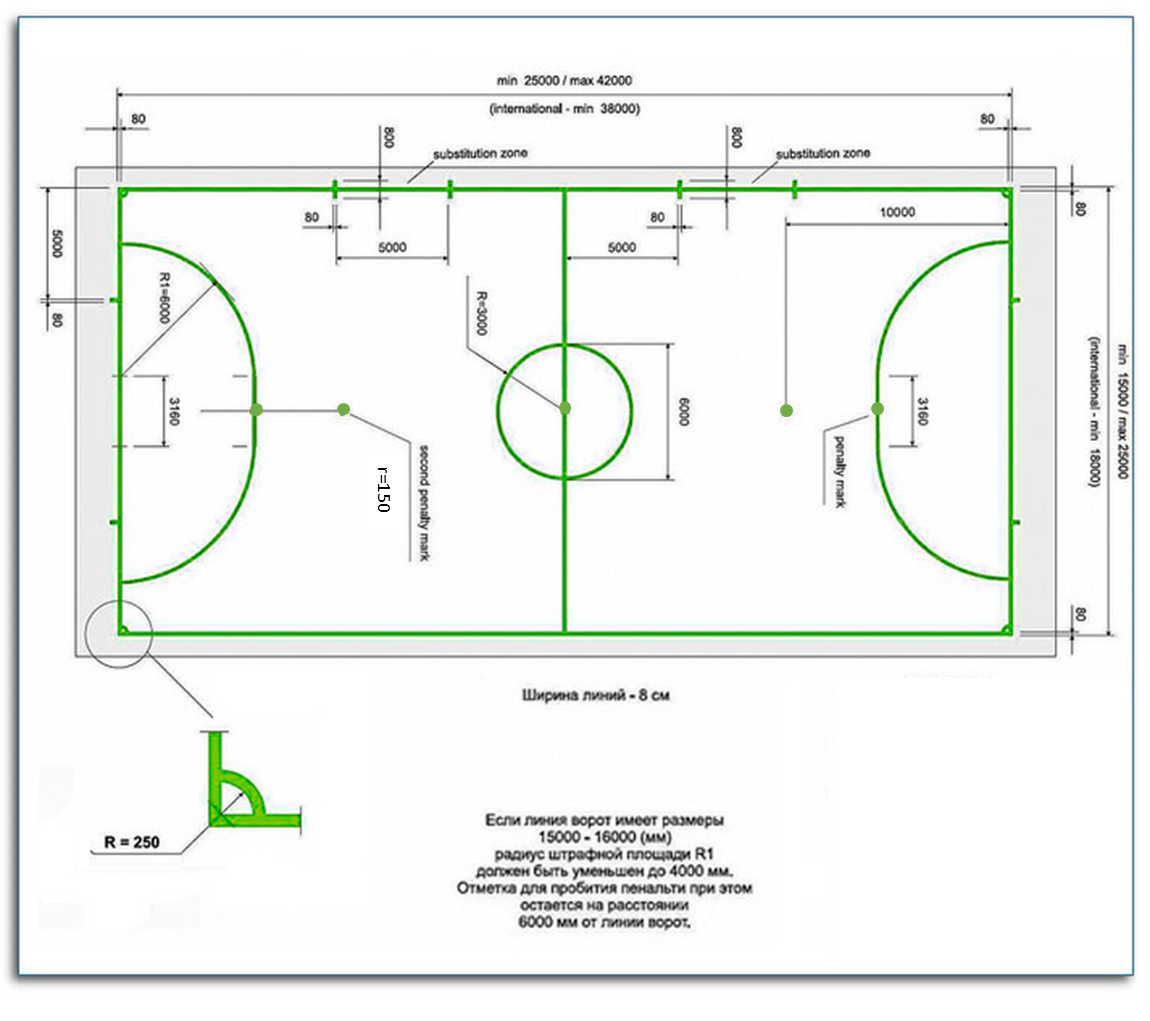 min 25000 / max 42000
(international - min 38000)
80
80
800
800
substitution zone
substitution zone
80
80
80
10000
5000
5000
5000
80
R1=6000
R=3000
3160
6000
3160
min 15000 / max 25000
(international - min 18000)
second penalty mark
r=150
penalty mark
80
Ширина линий - 8 см
R = 250
Если линия ворот имеет размеры
15000 - 16000 (мм)
радиус штрафной площади R1
должен быть уменьшен до 4000 мм.
Отметка для пробития пенальти при этом
остается на расстоянии
6000 мм от линии ворот.